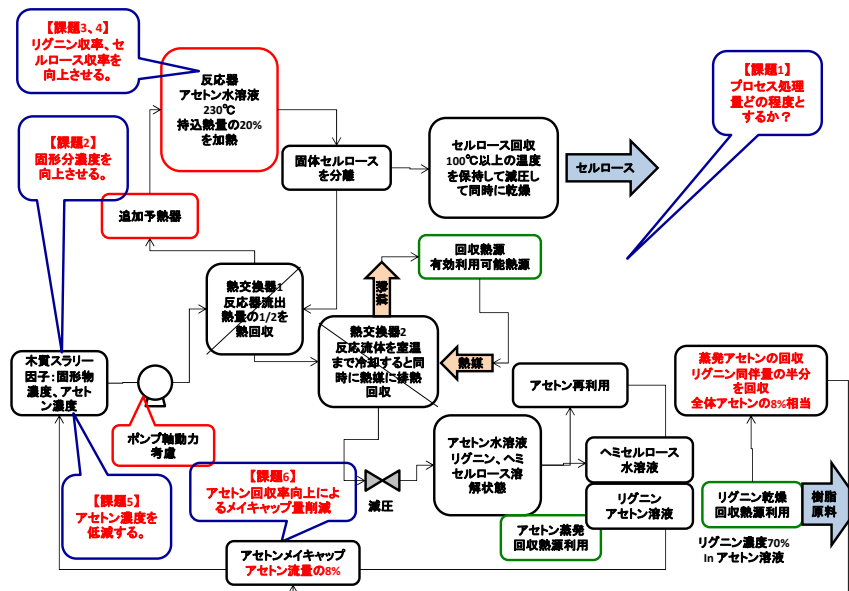 【課題3、4】
リグニン収率、セ
ルロース収率を
向上させる。
反応器
アセトン水溶液
230℃
持込熱量の20%
を加熱
【課題1】
プロセス処理
量どの程度と
するか？
【課題2】
固形分濃度を
向上させる。
固体セルロース
を分離
セルロース回収
100℃以上の温度
を保持して減圧し
て同時に乾燥
セルロース
追加予熱器
回収熱源
有効利用可能熱源
熱交換器1
反応器流出
熱量の1/2を
熱回収
熱媒
熱交換器2
反応流体を室温
まで冷却すると同
時に熱媒に排熱
回収
熱媒
木質スラリー
因子：固形物
濃度、アセト
ン濃度
蒸発アセトンの回収
リグニン同伴量の半分
を回収
全体アセトンの8%相当
アセトン再利用
ポンプ軸動力
考慮
アセトン水溶液
リグニン、ヘミ
セルロース溶
解状態
ヘミセルロース
水溶液
【課題6】
アセトン回収率向上によ
るメイキャップ量削減
減圧
リグニン
アセトン溶液
リグニン乾燥
回収熱源利用
樹脂
原料
【課題5】
アセトン濃度を
低減する。
アセトン蒸発
回収熱源利用
リグニン濃度70%
In アセトン溶液
アセトンメイキャップ
アセトン流量の8%